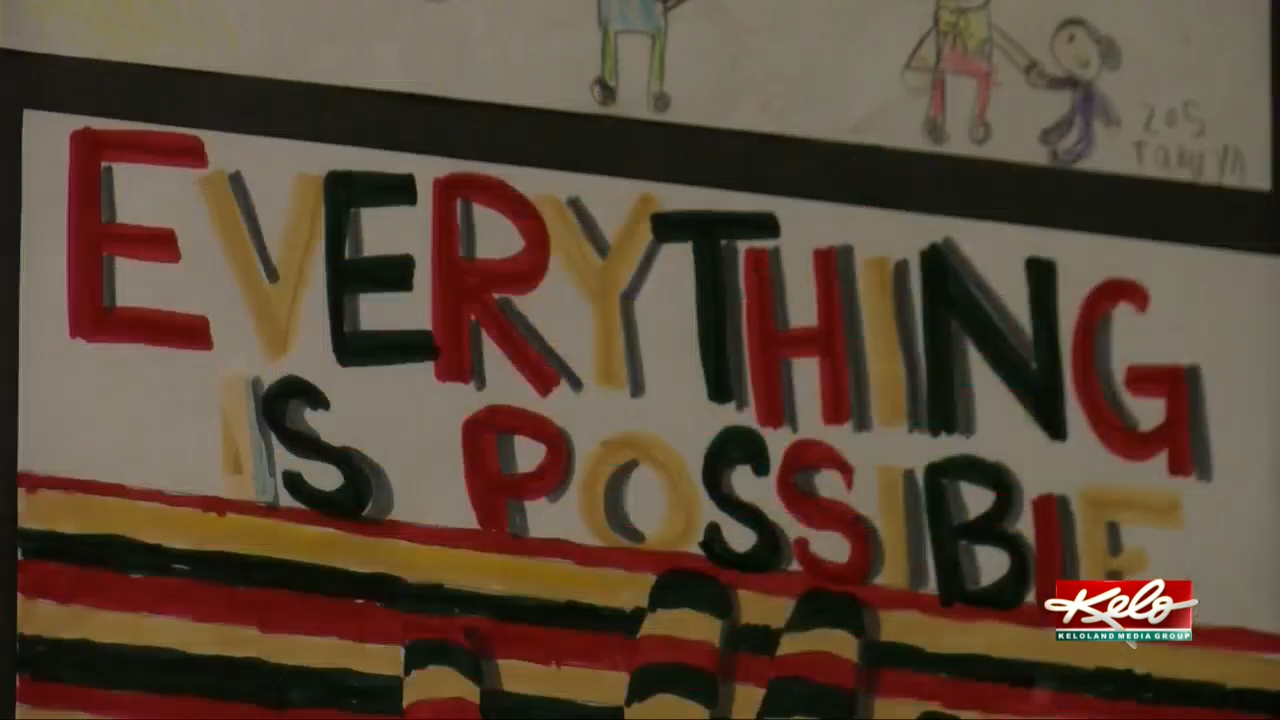 205
EVERYTHING
IS POSSIBLE
Kelo
KELOLAND MEDIA GROUP